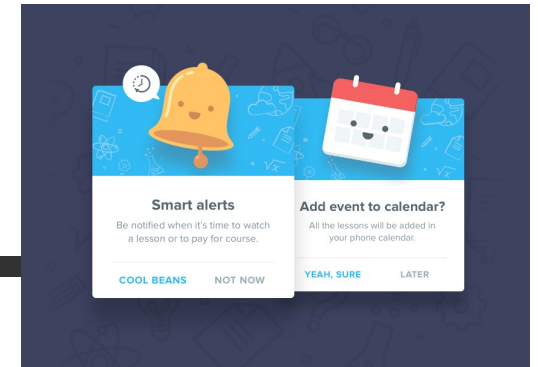 Smart alerts
Be notified when it's time to watch
a lesson or to pay for course.
COOL BEANS NOT NOW
Add event to calendar?
All the lessons will be added in
your phone calendar.
YEAH, SURE LATER
√x
√x